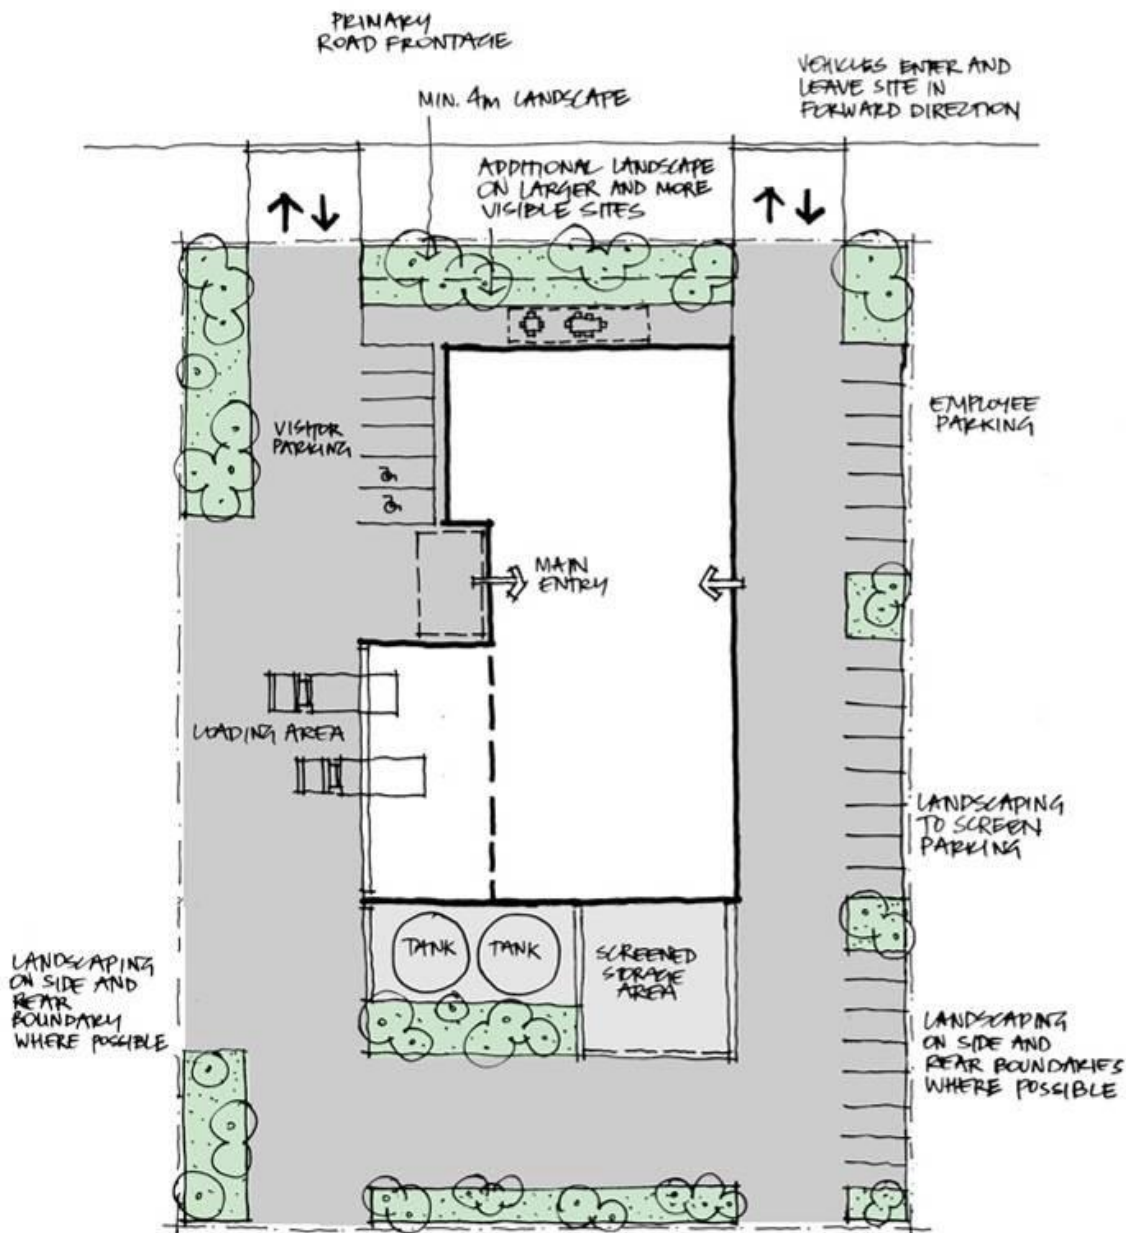 PRIMARY
ROAD FRONTAGE
VEHICLES ENTER AND
LEAVE SITE IN
FORWARD DIRECTION
MIN. 4m LANDSCAPE
ADDITIONAL LANDSCAPE
ON LARGER AND MORE
VISIBLE SITES
VISITOR
PARKING
EMPLOYEE
PARKING
MAIN
ENTRY
LOADING AREA
LANDSCAPING
TO SCREEN
PARKING
TANK
TANK
SCREENED
STORAGE
AREA
LANDSCAPING
ON SIDE AND
REAR
BOUNDARY
WHERE POSSIBLE
LANDSCAPING
ON SIDE AND
REAR BOUNDARIES
WHERE POSSIBLE